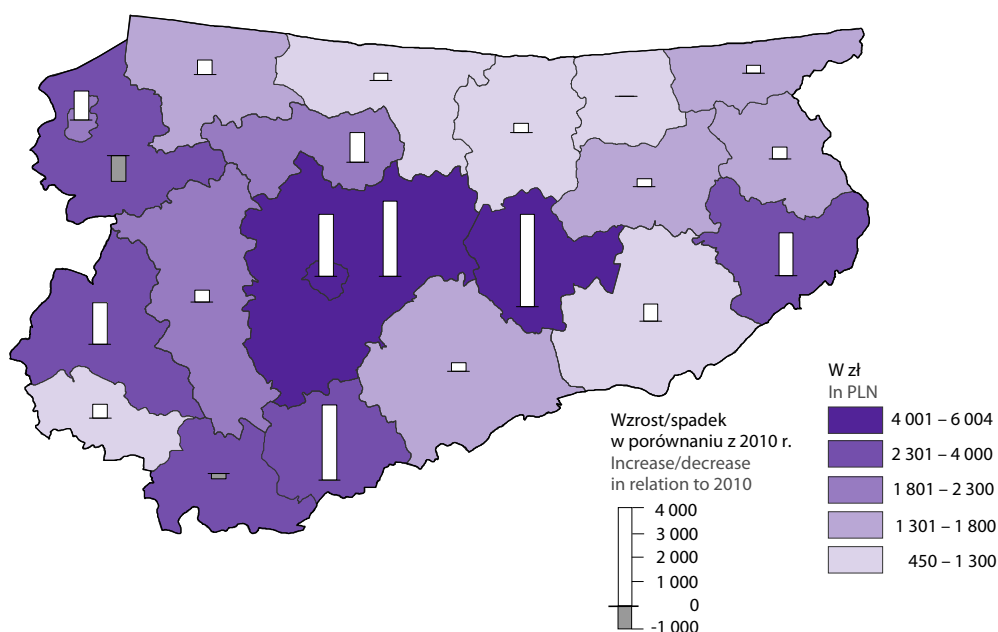 W zł
In PLN
4 001 – 6 004
2 301 – 4 000
1 801 – 2 300
1 301 – 1 800
450 – 1 300
Wzrost/spadek
w porównaniu z 2010 r.
Increase/decrease
in relation to 2010
4 000
3 000
2 000
1 000
0
-1 000